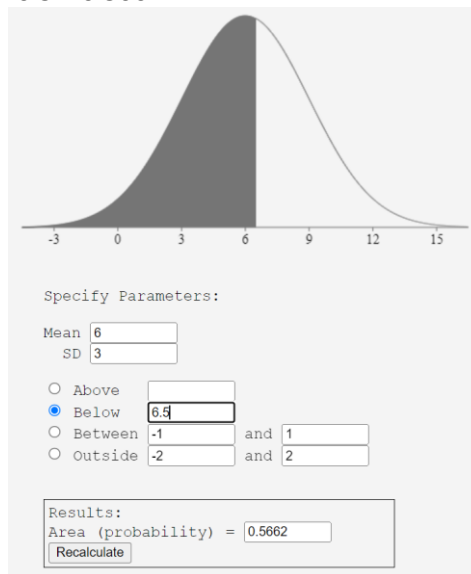 -3 0 3 6 9 12 15
Specify Parameters:
Mean 6
SD 3
Above
Below 6.5
Between -1 and 1
Outside -2 and 2
Results:
Area (probability) = 0.5662
Recalculate